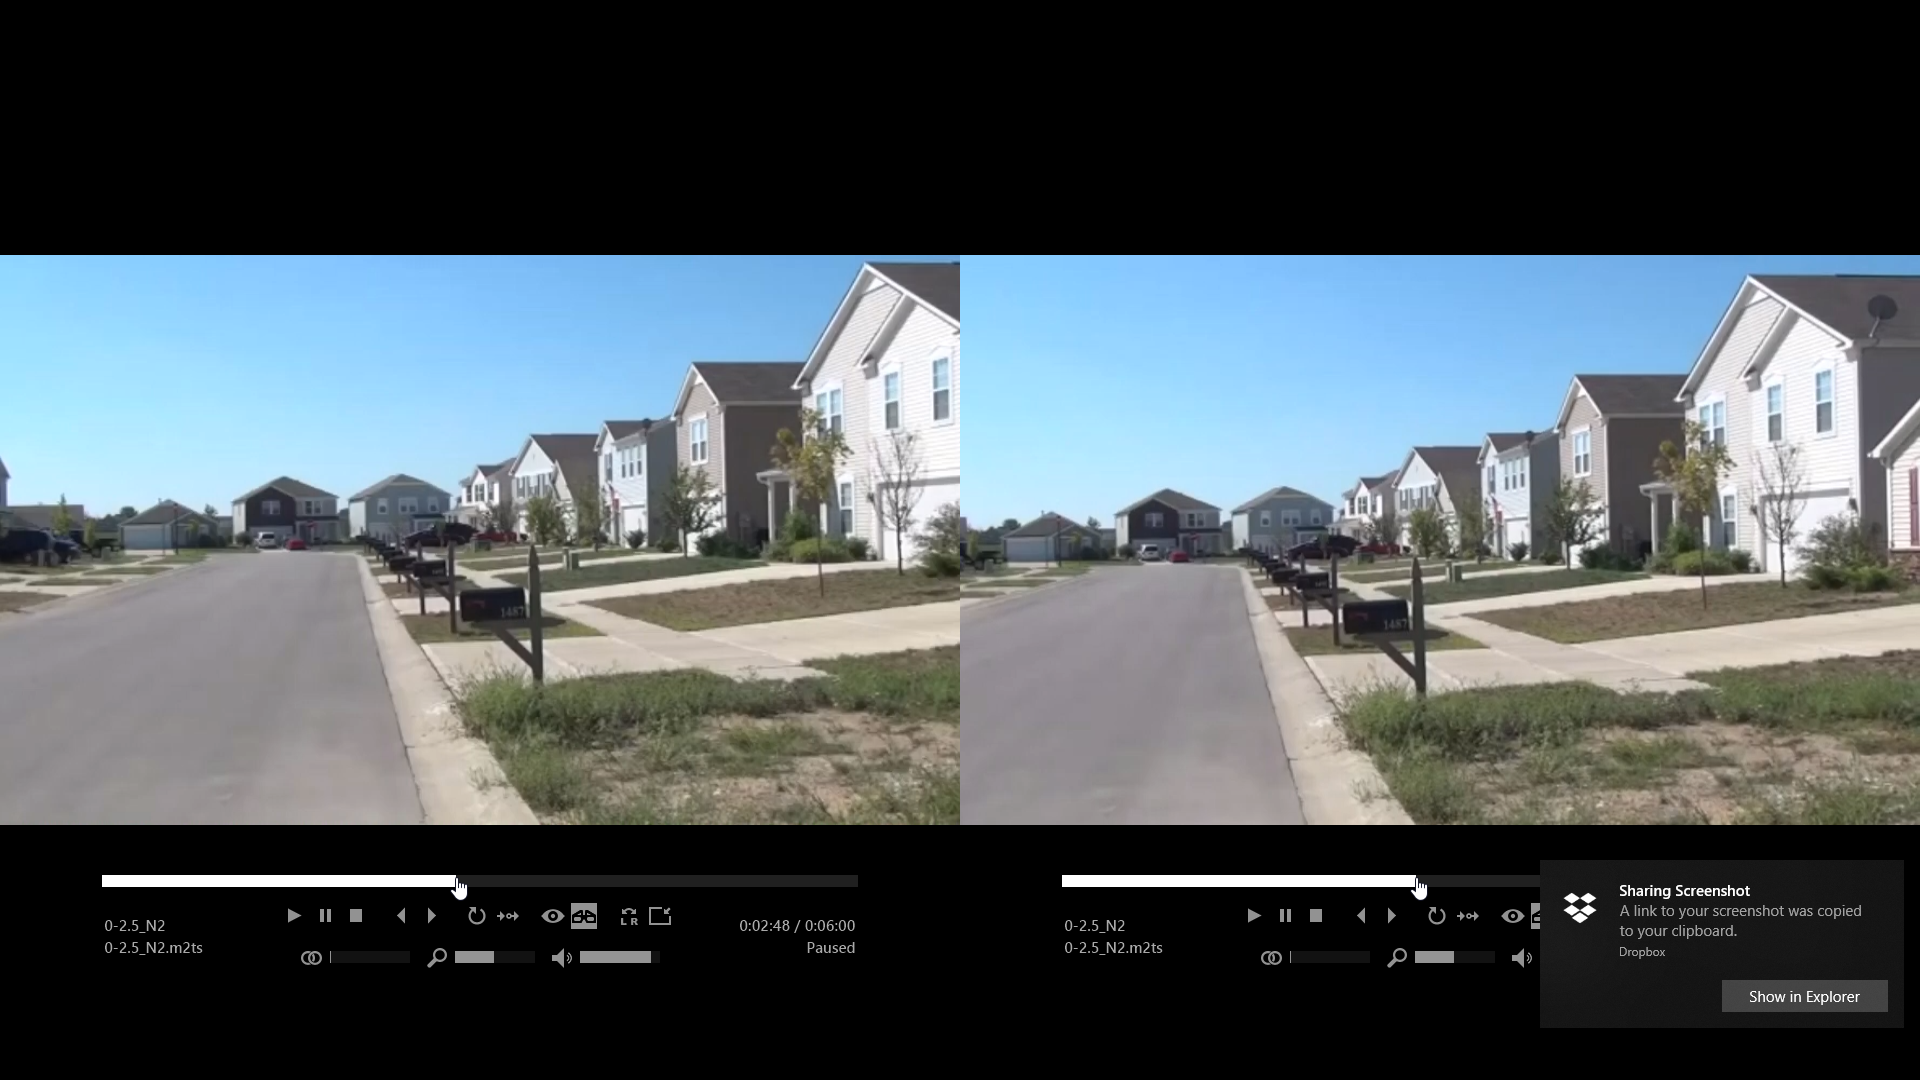 1487
1487
0-2.5_N2
0-2.5_N2.m2ts
R
0:02:48 / 0:06:00
Paused
0-2.5_N2
0-2.5_N2.m2ts
Sharing Screenshot
A link to your screenshot was copied
to your clipboard.
Dropbox
Show in Explorer